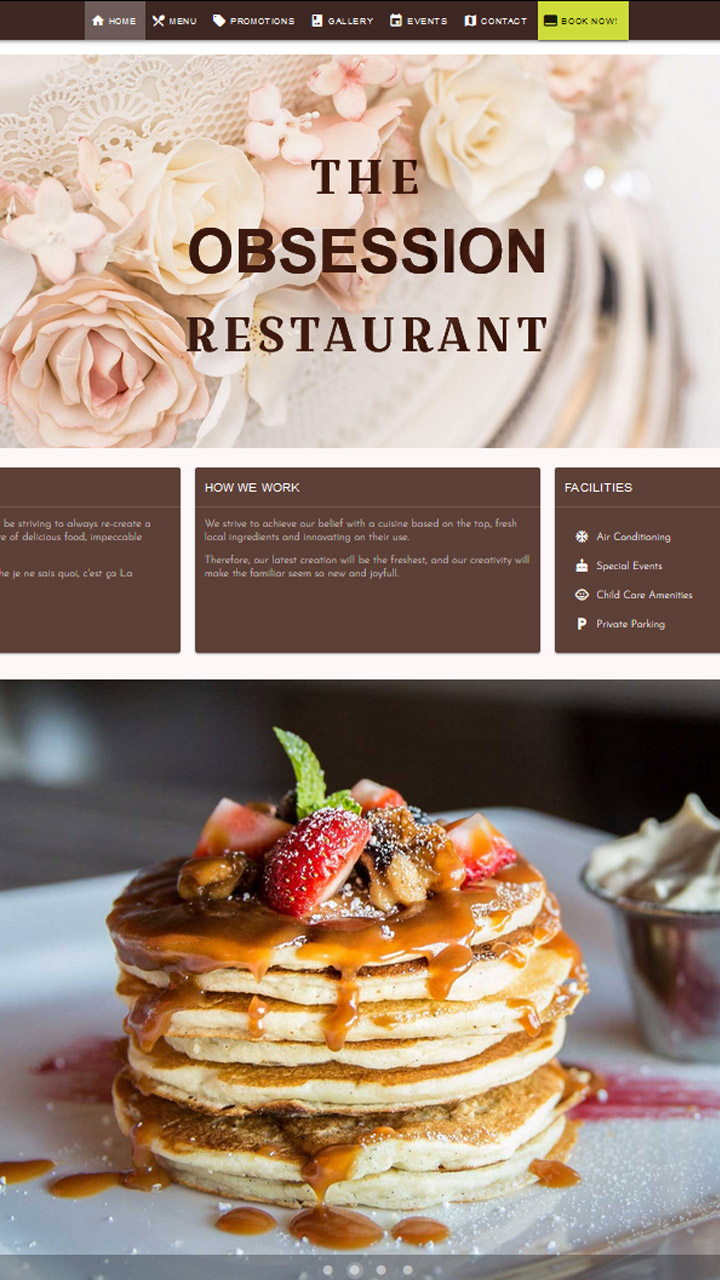 HOME MENU PROMOTIONS GALLERY EVENTS CONTACT BOOK NOW!
THE
OBSESSION
RESTAURANT
be striving to always re-create a
e of delicious food, impeccable
he je ne sais quoi, c'est ça La
HOW WE WORK
We strive to achieve our belief with a cuisine based on the top, fresh
local ingredients and innovating on their use.
Therefore, our latest creation will be the freshest, and our creativity will
make the familiar seem so new and joyfull.
FACILITIES
Air Conditioning
Special Events
Child Care Amenities
P Private Parking